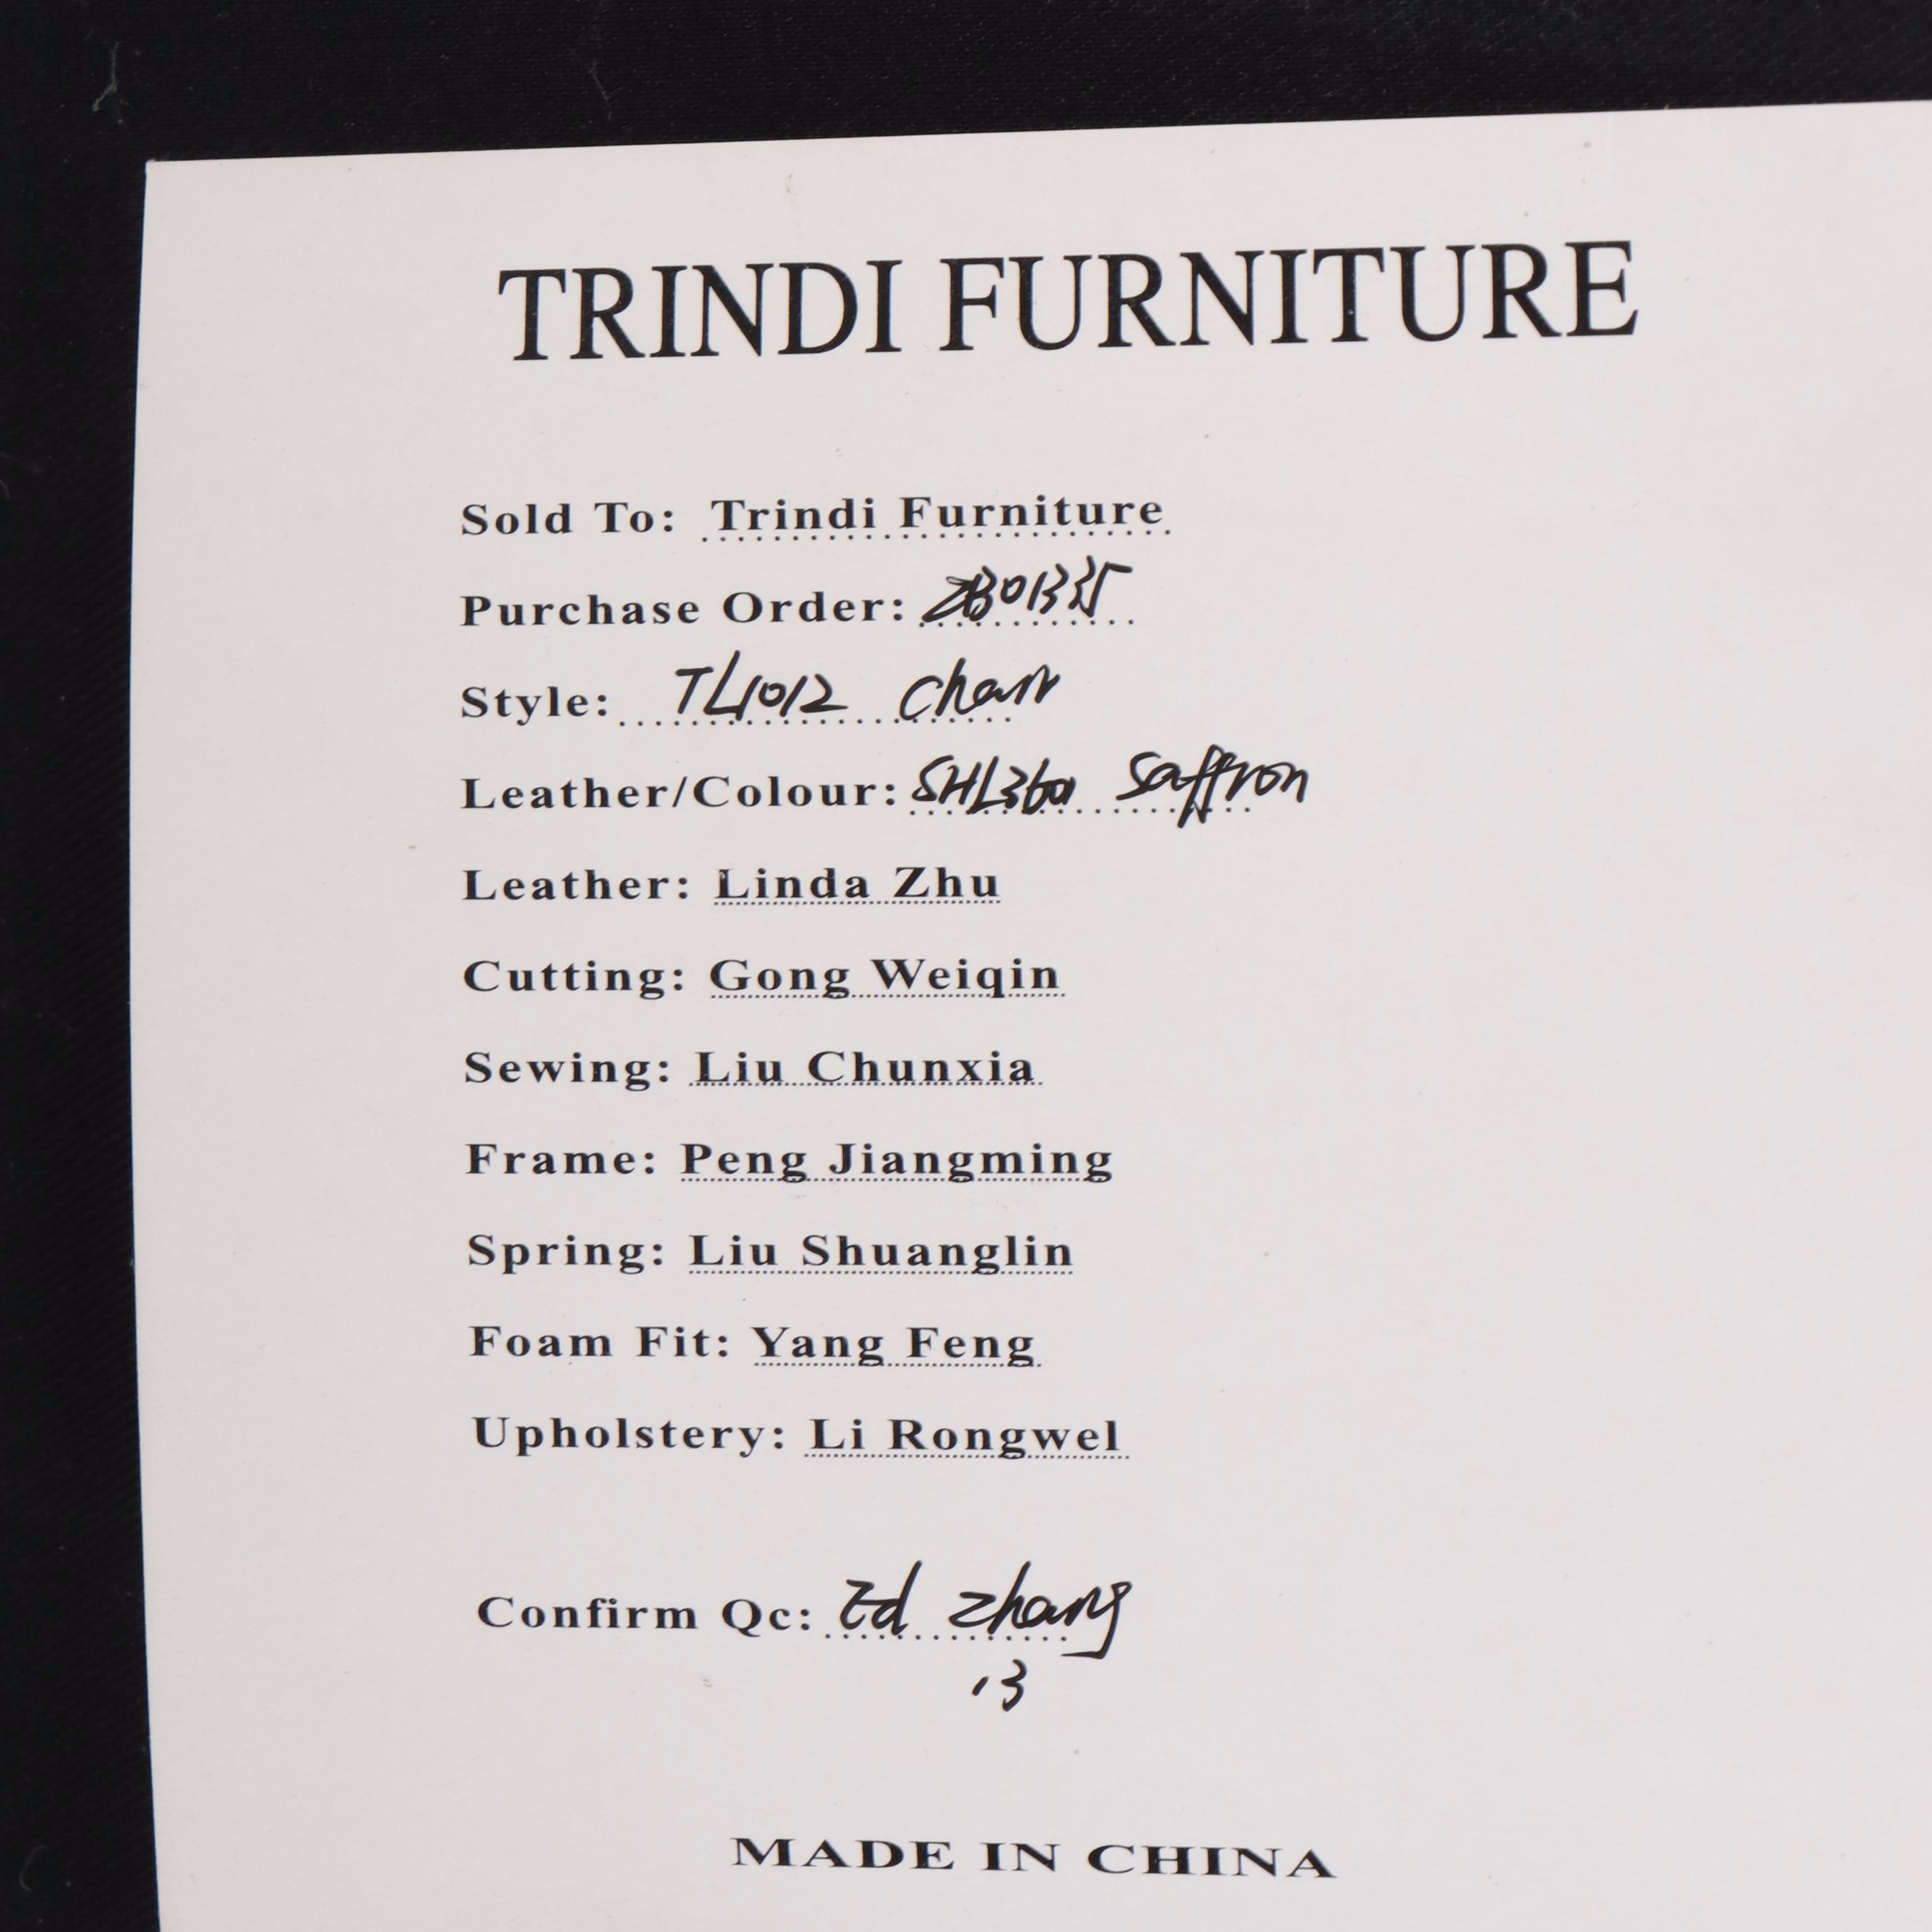 TRINDI FURNITURE
Sold To: Trindi Furniture
Purchase Order:
Style: TL1012 Chair
Leather/Colour: Saffron
Leather: Linda Zhu
Cutting: Gong Weiqin
Sewing: Liu Chunxia
Frame: Peng Jiangming
Spring: Liu Shuanglin
Foam Fit: Yang Feng
Upholstery: Li Rongwel
Confirm Qc: Ed Zhang
13
MADE IN CHINA